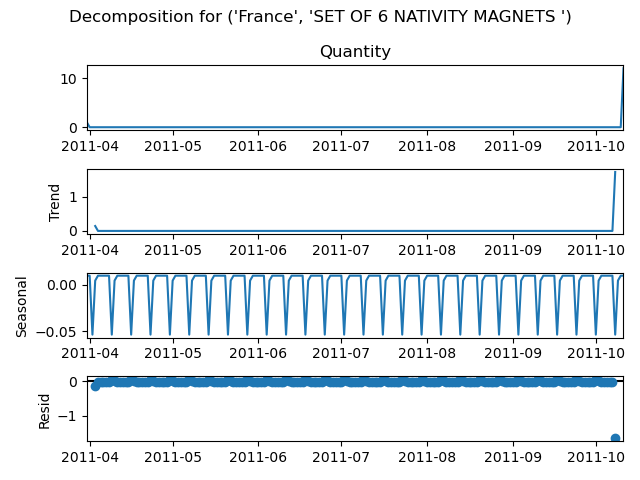 Decomposition for ('France', 'SET OF 6 NATIVITY MAGNETS ')
Quantity
10
0
2011-04 2011-05 2011-06 2011-07 2011-08 2011-09 2011-10
Trend
1
0
2011-04 2011-05 2011-06 2011-07 2011-08 2011-09 2011-10
Seasonal
0.00
−0.05
2011-04 2011-05 2011-06 2011-07 2011-08 2011-09 2011-10
Resid
0
−1
2011-04 2011-05 2011-06 2011-07 2011-08 2011-09 2011-10